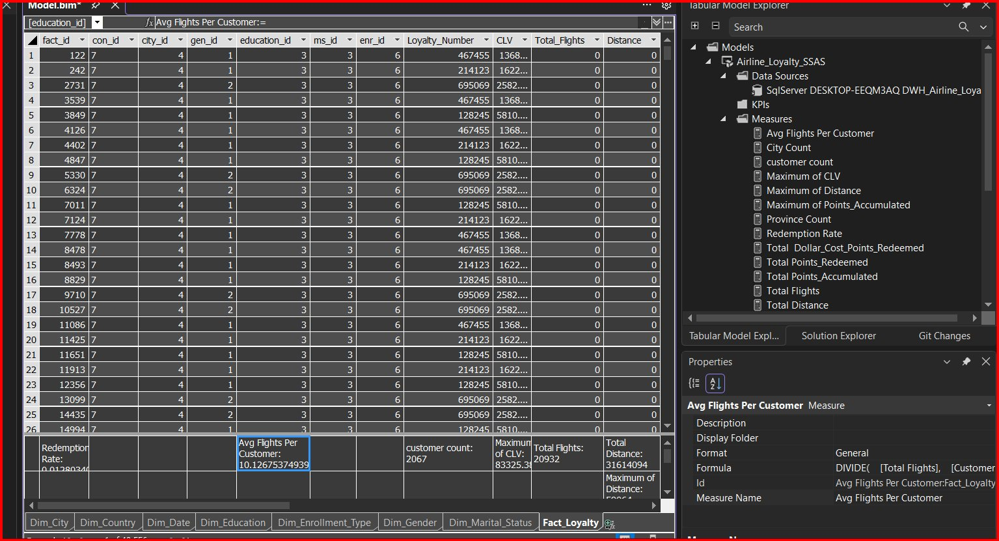 Model.bim*
[education_id] fx Avg Flights Per Customer:=
fact_id con_id city_id gen_id education_id ms_id enr_id Loyalty_Number CLV Total_Flights Distance
1 122 7 4 1 3 3 6 467455 1368... 0 0
2 242 7 4 1 3 3 6 214123 1622... 0 0
3 2731 7 4 2 3 3 6 695069 2582... 0 0
4 3539 7 4 1 3 3 6 467455 1368... 0 0
5 3849 7 4 1 3 3 6 128245 5810.... 0 0
6 4126 7 4 1 3 3 6 467455 1368... 0 0
7 4402 7 4 1 3 3 6 214123 1622... 0 0
8 4847 7 4 1 3 3 6 128245 5810.... 0 0
9 5330 7 4 2 3 3 6 695069 2582.... 0 0
10 6324 7 4 2 3 3 6 695069 2582.... 0 0
11 7011 7 4 1 3 3 6 128245 5810.... 0 0
12 7124 7 4 1 3 3 6 214123 1622... 0 0
13 7778 7 4 1 3 3 6 467455 1368... 0 0
14 8478 7 4 1 3 3 6 467455 1368... 0 0
15 8493 7 4 1 3 3 6 214123 1622... 0 0
16 8829 7 4 1 3 3 6 128245 5810.... 0 0
17 9710 7 4 2 3 3 6 695069 2582.... 0 0
18 10527 7 4 2 3 3 6 695069 2582.... 0 0
19 11086 7 4 1 3 3 6 467455 1368... 0 0
20 11425 7 4 1 3 3 6 214123 1622... 0 0
21 11651 7 4 1 3 3 6 128245 5810.... 0 0
22 11913 7 4 1 3 3 6 214123 1622... 0 0
23 12356 7 4 1 3 3 6 128245 5810.... 0 0
24 13099 7 4 2 3 3 6 695069 2582.... 0 0
25 14435 7 4 2 3 3 6 695069 2582.... 0 0
26 14994 7 4 1 3 3 6 128245 5810.... 0 0
Redemption
Rate:
0.01280340
Avg Flights Per
Customer:
10.12675374939
customer count:
2067
Maximum
of CLV:
83325.38
Total Flights:
20932
Total
Distance:
31614094
Maximum of
Distance:
Dim_City Dim_Country Dim_Date Dim_Education Dim_Enrollment_Type Dim_Gender Dim_Marital_Status Fact_Loyalty
Tabular Model Explorer
Search
Models
Airline_Loyalty_SSAS
Data Sources
SqlServer DESKTOP-EEQM3AQ DWH_Airline_Loya
KPIs
Measures
Avg Flights Per Customer
City Count
customer count
Maximum of CLV
Maximum of Distance
Maximum of Points_Accumulated
Province Count
Redemption Rate
Total  Dollar_Cost_Points_Redeemed
Total Points_Redeemed
Total Points_Accumulated
Total Flights
Total Distance
Tabular Model Expl... Solution Explorer Git Changes
Properties
Avg Flights Per Customer Measure
Description
Display Folder
Format General
Formula DIVIDE( [Total Flights], [Customer
Id Avg Flights Per Customer:Fact_Loyalty
Measure Name Avg Flights Per Customer